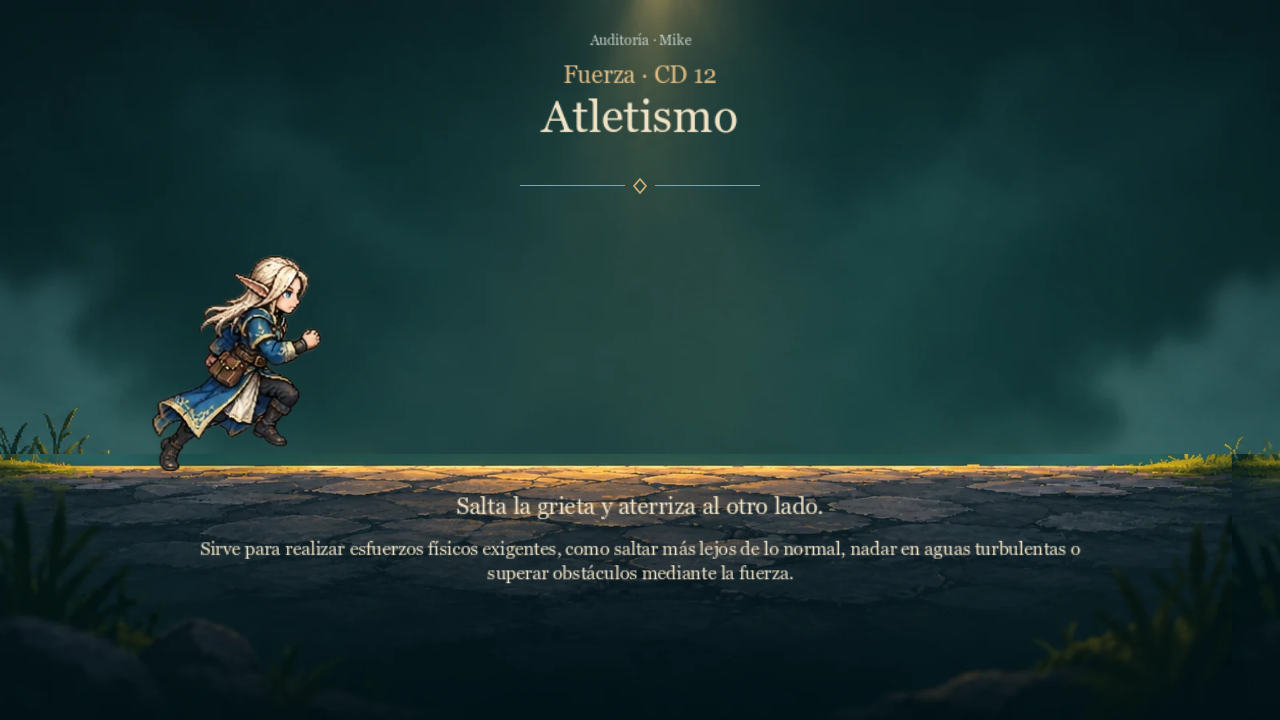 Auditoría · Mike
Fuerza · CD 12
Atletismo
Salta la grieta y aterriza al otro lado.
Sirve para realizar esfuerzos físicos exigentes, como saltar más lejos de lo normal, nadar en aguas turbulentas o
superar obstáculos mediante la fuerza.